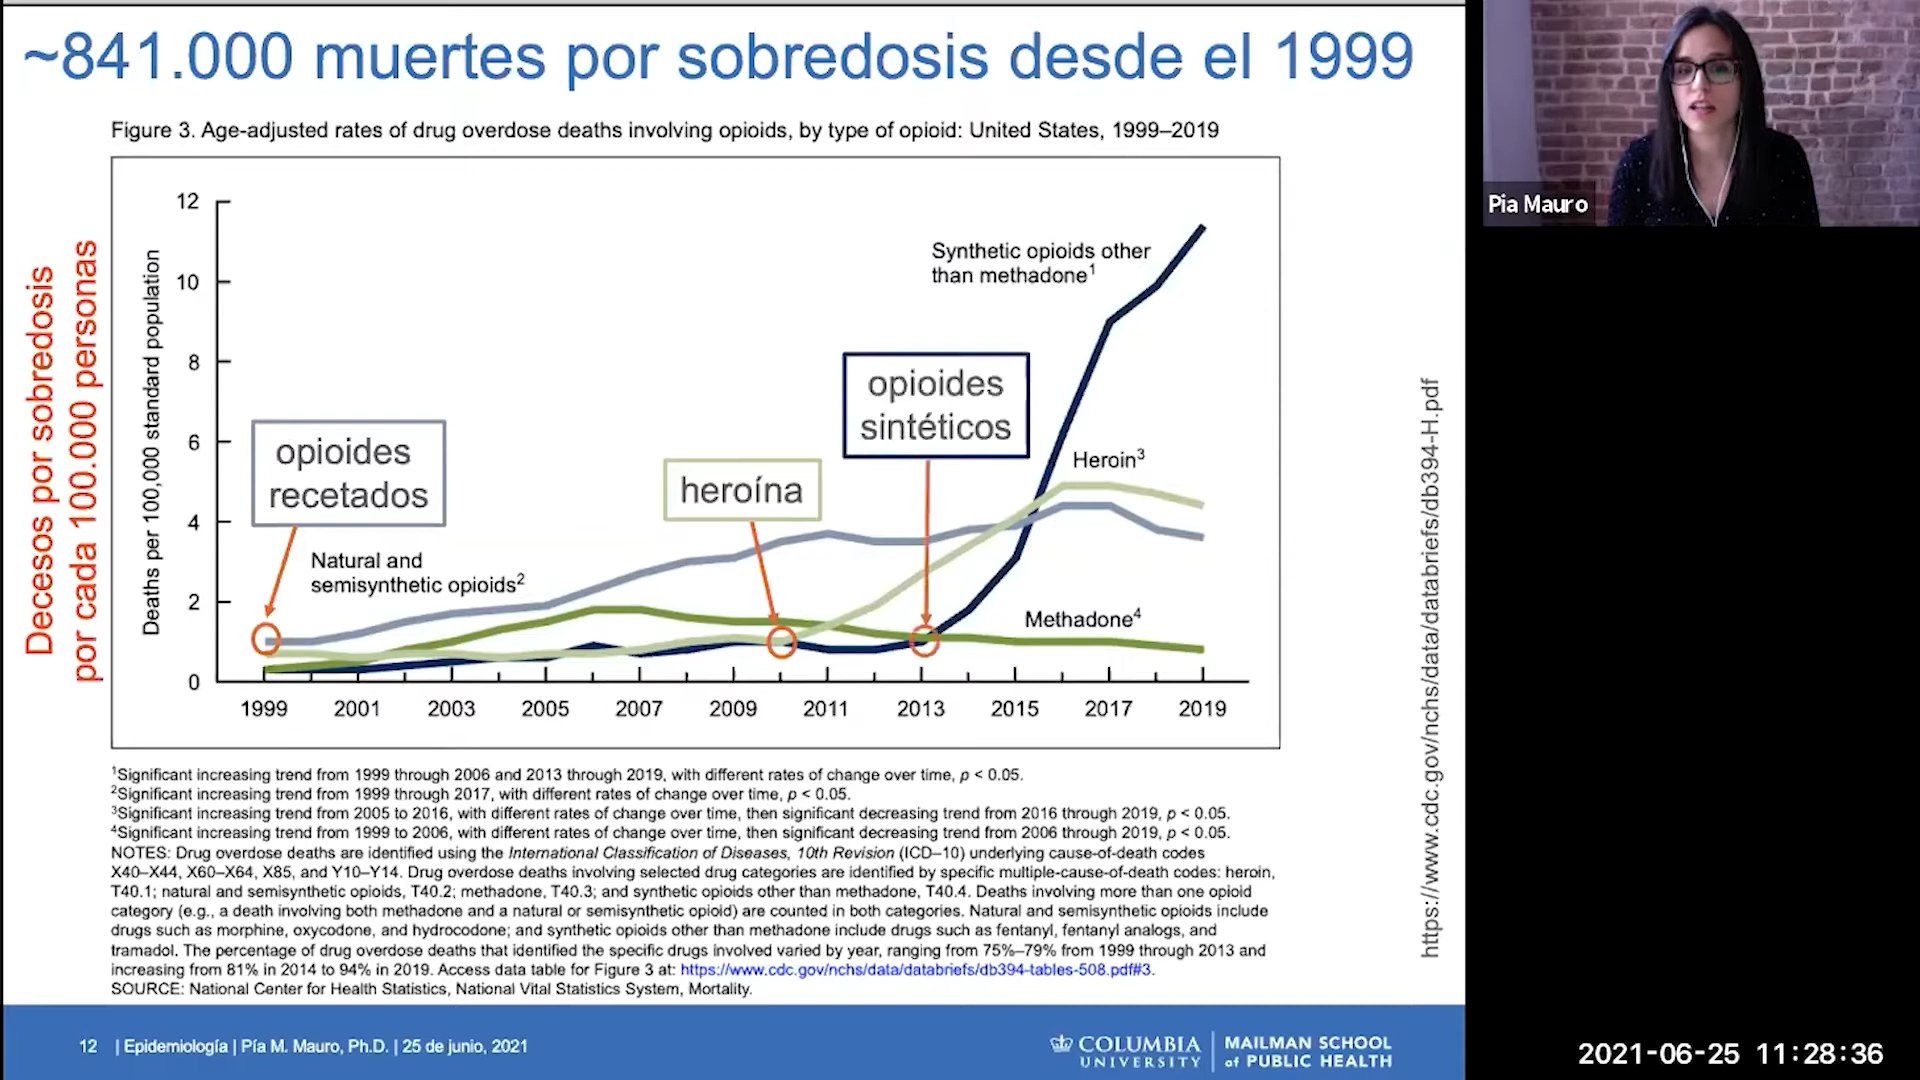 ~841.000 muertes por sobredosis desde el 1999
Figure 3. Age-adjusted rates of drug overdose deaths involving opioids, by type of opioid: United States, 1999–2019
Decesos por sobredosis
por cada 100.000 personas
Deaths per 100,000 standard population
12
10
8
6
4
2
0
Synthetic opioids other
than methadone1
opioides
sintéticos
opioides
recetados
heroína
Heroin3
Natural and
semisynthetic opioids2
Methadone4
1999 2001 2003 2005 2007 2009 2011 2013 2015 2017 2019
1Significant increasing trend from 1999 through 2006 and 2013 through 2019, with different rates of change over time, p < 0.05.
2Significant increasing trend from 1999 through 2017, with different rates of change over time, p < 0.05.
3Significant increasing trend from 2005 to 2016, with different rates of change over time, then significant decreasing trend from 2016 through 2019, p < 0.05.
4Significant increasing trend from 1999 to 2006, with different rates of change over time, then significant decreasing trend from 2006 through 2019, p < 0.05.
NOTES: Drug overdose deaths are identified using the International Classification of Diseases, 10th Revision (ICD–10) underlying cause-of-death codes
X40–X44, X60–X64, X85, and Y10–Y14. Drug overdose deaths involving selected drug categories are identified by specific multiple-cause-of-death codes: heroin,
T40.1; natural and semisynthetic opioids, T40.2; methadone, T40.3; and synthetic opioids other than methadone, T40.4. Deaths involving more than one opioid
category (e.g., a death involving both methadone and a natural or semisynthetic opioid) are counted in both categories. Natural and semisynthetic opioids include
drugs such as morphine, oxycodone, and hydrocodone; and synthetic opioids other than methadone include drugs such as fentanyl, fentanyl analogs, and
tramadol. The percentage of drug overdose deaths that identified the specific drugs involved varied by year, ranging from 75%–79% from 1999 through 2013 and
increasing from 81% in 2014 to 94% in 2019. Access data table for Figure 3 at: https://www.cdc.gov/nchs/data/databriefs/db394-tables-508.pdf#3.
SOURCE: National Center for Health Statistics, National Vital Statistics System, Mortality.
https://www.cdc.gov/nchs/data/databriefs/db394-H.pdf
12 | Epidemiología | Pía M. Mauro, Ph.D. | 25 de junio, 2021
COLUMBIA
UNIVERSITY
MAILMAN SCHOOL
of PUBLIC HEALTH
Pia Mauro
2021-06-25 11:28:36